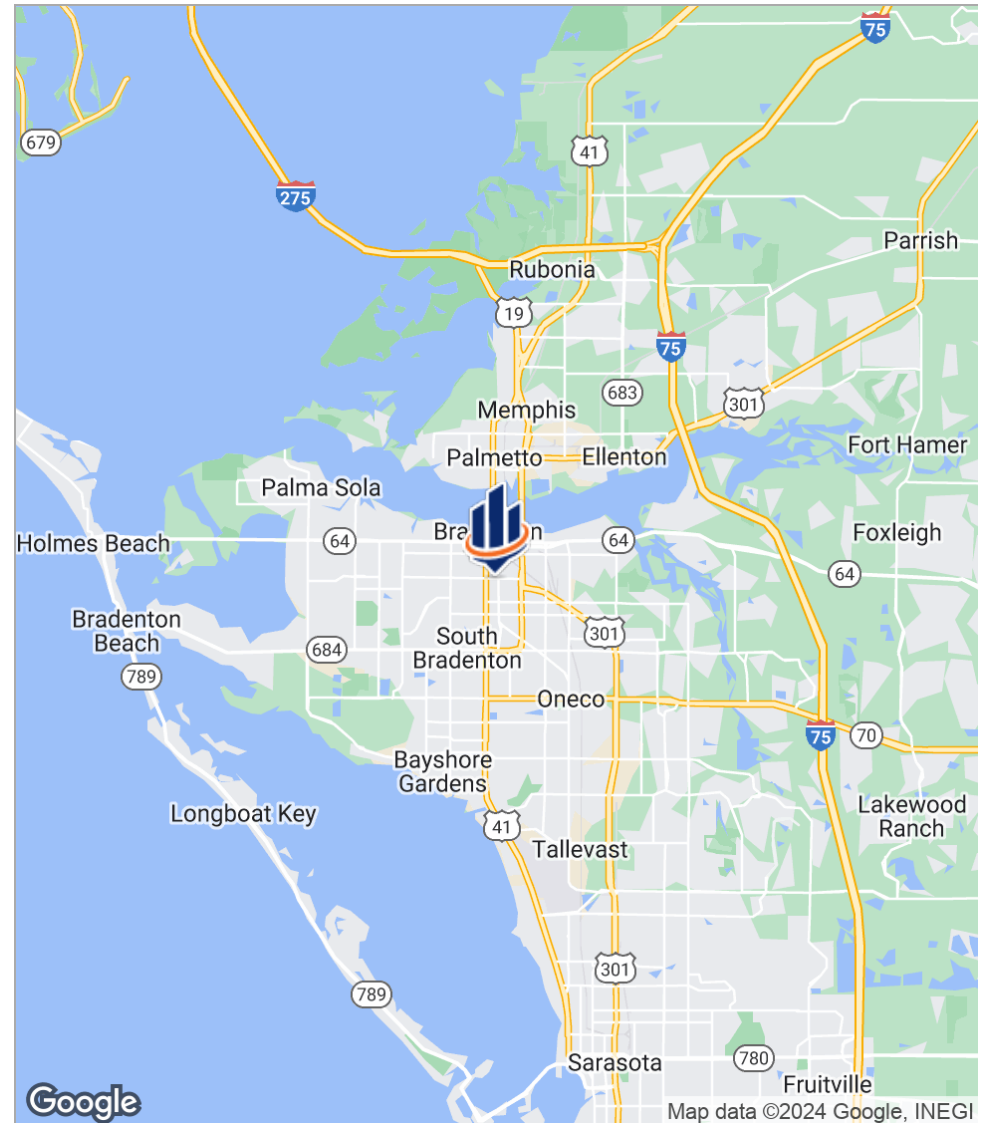 75
679
41
275
Parrish
Rubonia
19
75
683
301
Memphis
Fort Hamer
Palmetto
Ellenton
Palma Sola
Foxleigh
Holmes Beach
64
64
64
Bradenton
Beach
301
South
Bradenton
684
789
Oneco
75
70
Bayshore
Gardens
Longboat Key
Lakewood
Ranch
41
Tallevast
301
789
Sarasota
780
Fruitville
Google
Map data ©2024 Google, INEGI